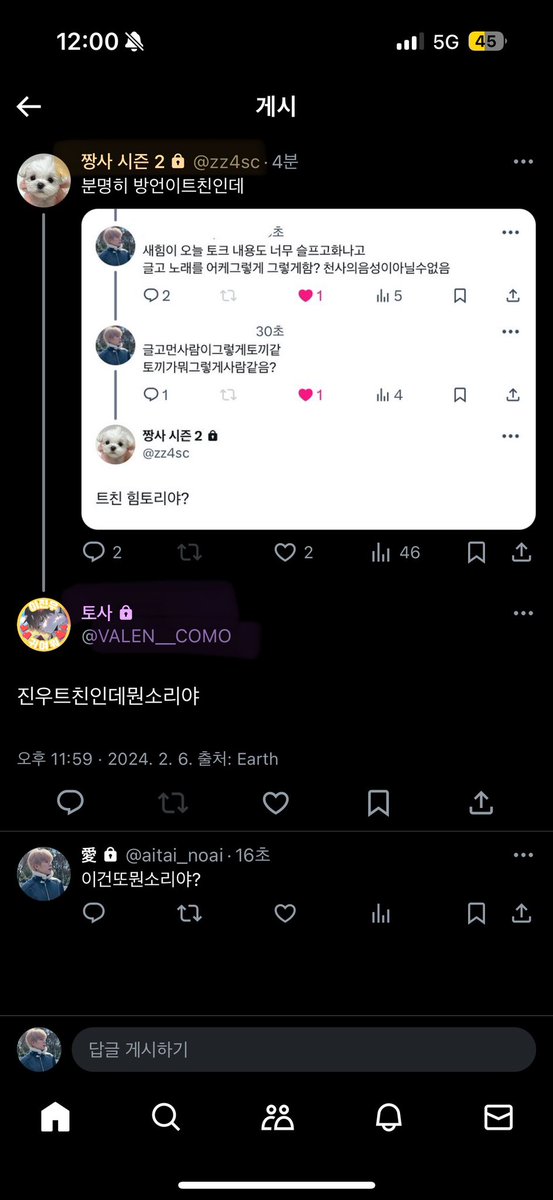 12:00
5G 45
게시
짱사 시즌 2 @zz4sc · 4분
분명히 방언이트친인데
초
새힘이 오늘 토크 내용도 너무 슬프고화나고
글고 노래를 어케그렇게 그렇게함? 천사의음성이아닐수없음
2 1 5
30초
글고먼사람이그렇게토끼같
토끼가뭐그렇게사람같음?
1 1 4
짱사 시즌 2
@zz4sc
트친 힘토리야?
2 2 46
토사
@VALEN__COMO
진우트친인데뭔소리야
오후 11:59 · 2024. 2. 6. 출처: Earth
愛 @aitai_noai · 16초
이건또뭔소리야?
답글 게시하기